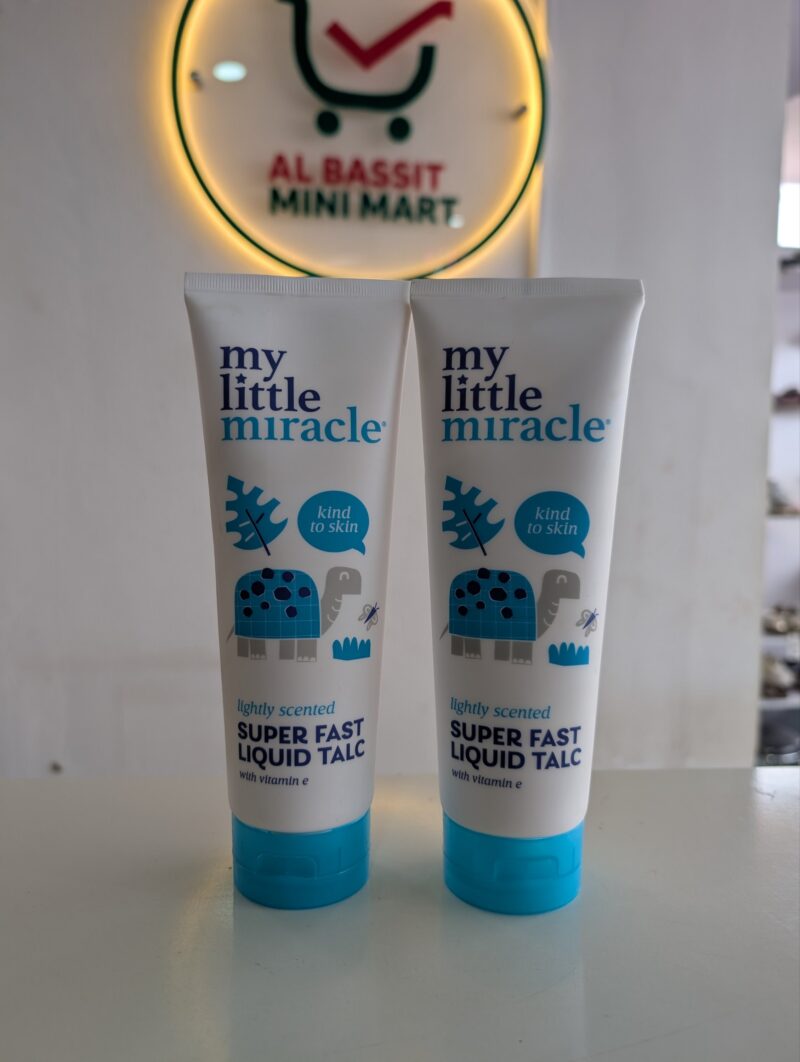 AL BASSIT
MINI MART
my
little
miracle®
kind
to skin
lightly scented
SUPER FAST
LIQUID TALC
with vitamin e
my
little
miracle®
kind
to skin
lightly scented
SUPER FAST
LIQUID TALC
with vitamin e